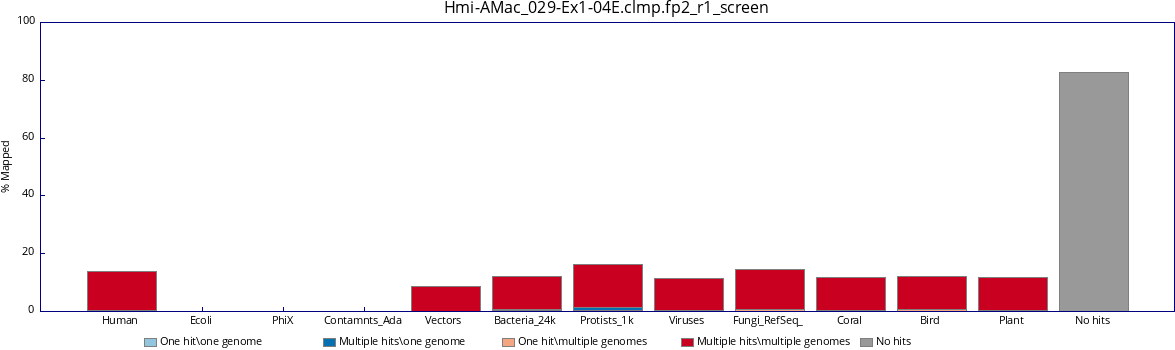 Hmi-AMac_029-Ex1-04E.clmp.fp2_r1_screen
100
80
60
40
20
0
% Mapped
Human Ecoli PhiX Contamnts_Ada Vectors Bacteria_24k Protists_1k Viruses Fungi_RefSeq_ Coral Bird Plant No hits
One hit\one genome Multiple hits\one genome One hit\multiple genomes Multiple hits\multiple genomes No hits